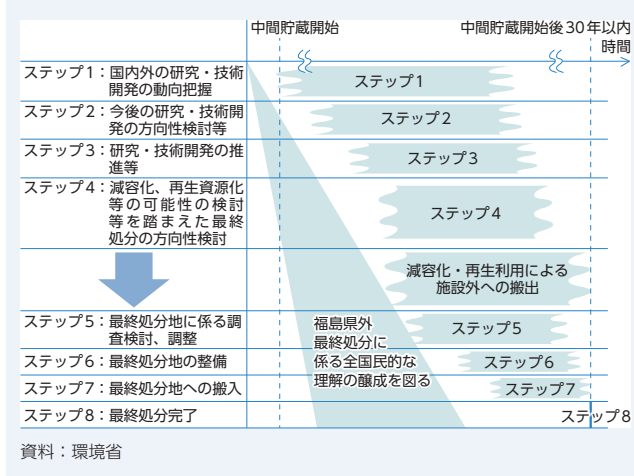 中間貯蔵開始
中間貯蔵開始後30年以内
時間
ステップ1：国内外の研究・技術
開発の動向把握
ステップ1
ステップ2：今後の研究・技術開
発の方向性検討等
ステップ2
ステップ3：研究・技術開発の推
進等
ステップ3
ステップ4：減容化、再生資源化
等の可能性の検討
等を踏まえた最終
処分の方向性検討
ステップ4
減容化・再生利用による
施設外への搬出
ステップ5：最終処分地に係る調
査検討、調整
ステップ5
ステップ6：最終処分地の整備
ステップ6
ステップ7：最終処分地への搬入
ステップ7
ステップ8：最終処分完了
ステップ8
福島県外
最終処分に
係る全国民的な
理解の醸成を図る
資料：環境省